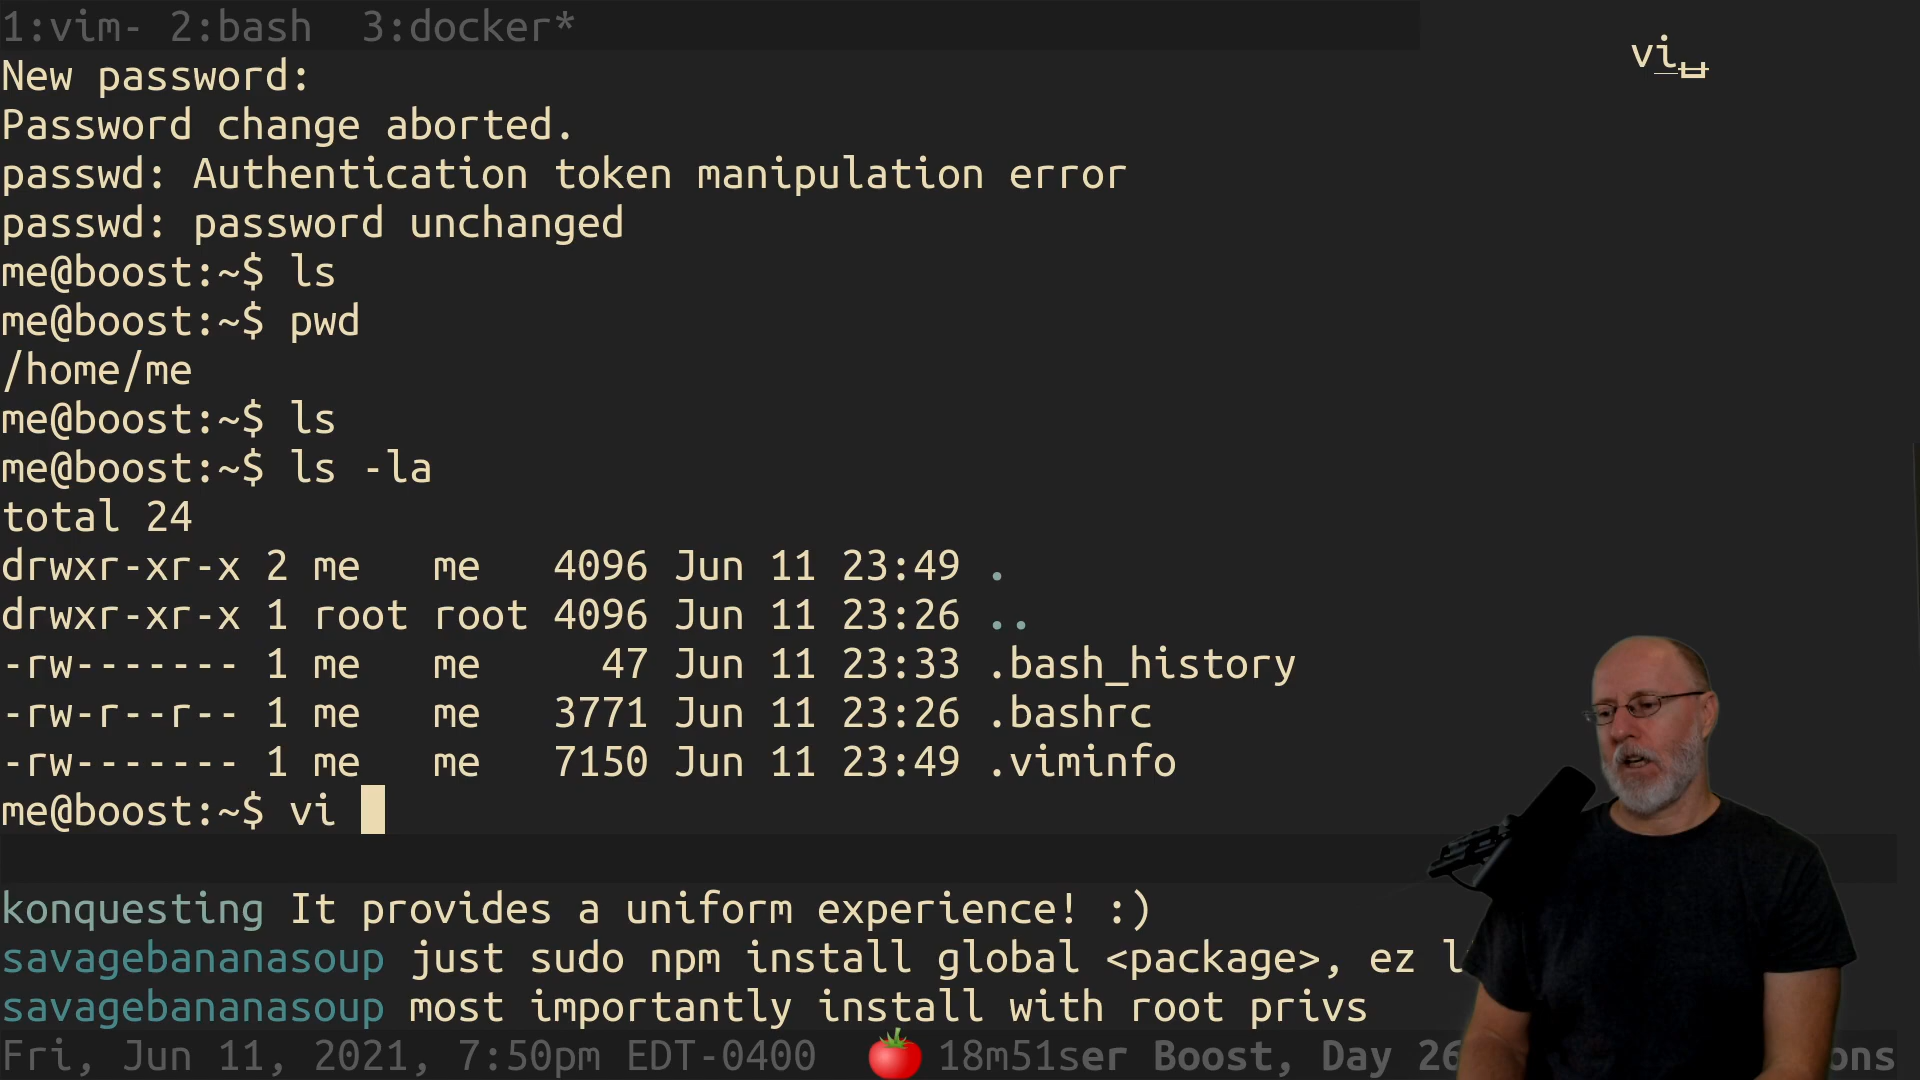 1:vim- 2:bash  3:docker*
vi␣
New password:
Password change aborted.
passwd: Authentication token manipulation error
passwd: password unchanged
me@boost:~$ ls
me@boost:~$ pwd
/home/me
me@boost:~$ ls
me@boost:~$ ls -la
total 24
drwxr-xr-x 2 me   me   4096 Jun 11 23:49 .
drwxr-xr-x 1 root root 4096 Jun 11 23:26 ..
-rw------- 1 me   me     47 Jun 11 23:33 .bash_history
-rw-r--r-- 1 me   me   3771 Jun 11 23:26 .bashrc
-rw------- 1 me   me   7150 Jun 11 23:49 .viminfo
me@boost:~$ vi
konquesting It provides a uniform experience! :)
savagebananasoup just sudo npm install global <package>, ez
savagebananasoup most importantly install with root privs
Fri, Jun 11, 2021, 7:50pm EDT-0400 🍅 18m51ser Boost, Day 26